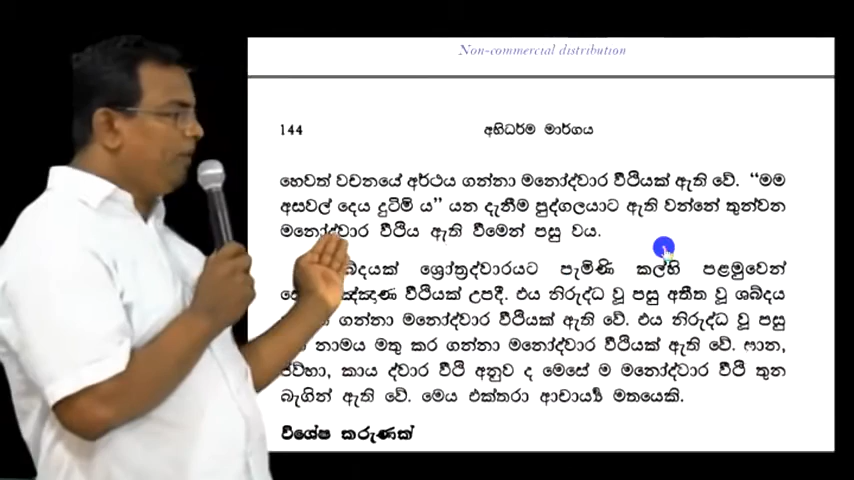 Non-commercial distribution
144 අභිධර්ම මාර්ගය
හෙවත් වචනයේ අර්ථය ගන්නා මනෝද්වාර වීථියක් ඇති වේ. “මම
අසවල් දෙය දුටිමි ය” යන දැනීම පුද්ගලයාට ඇති වන්නේ තුන්වන
මනෝද්වාර වීථිය ඇති වීමෙන් පසු වය.
ශ්‍රෝත්‍රද්වාරයට පැමිණි කල්හි පළමුවෙන්
වීථියක් උපදී. එය නිරුද්ධ වූ පසු අතීත වූ ශබ්දය
ගන්නා මනෝද්වාර වීථියක් ඇති වේ. එය නිරුද්ධ වූ පසු
නාමය මතු කර ගන්නා මනෝද්වාර වීථියක් ඇති වේ. ඝාන,
ජිව්හා, කාය ද්වාර වීථි අනුව ද මෙසේ ම මනෝද්වාර වීථි තුන
බැගින් ඇති වේ. මෙය එක්තරා ආචාර්‍ය්‍ය මතයෙකි.
විශේෂ කරුණක්